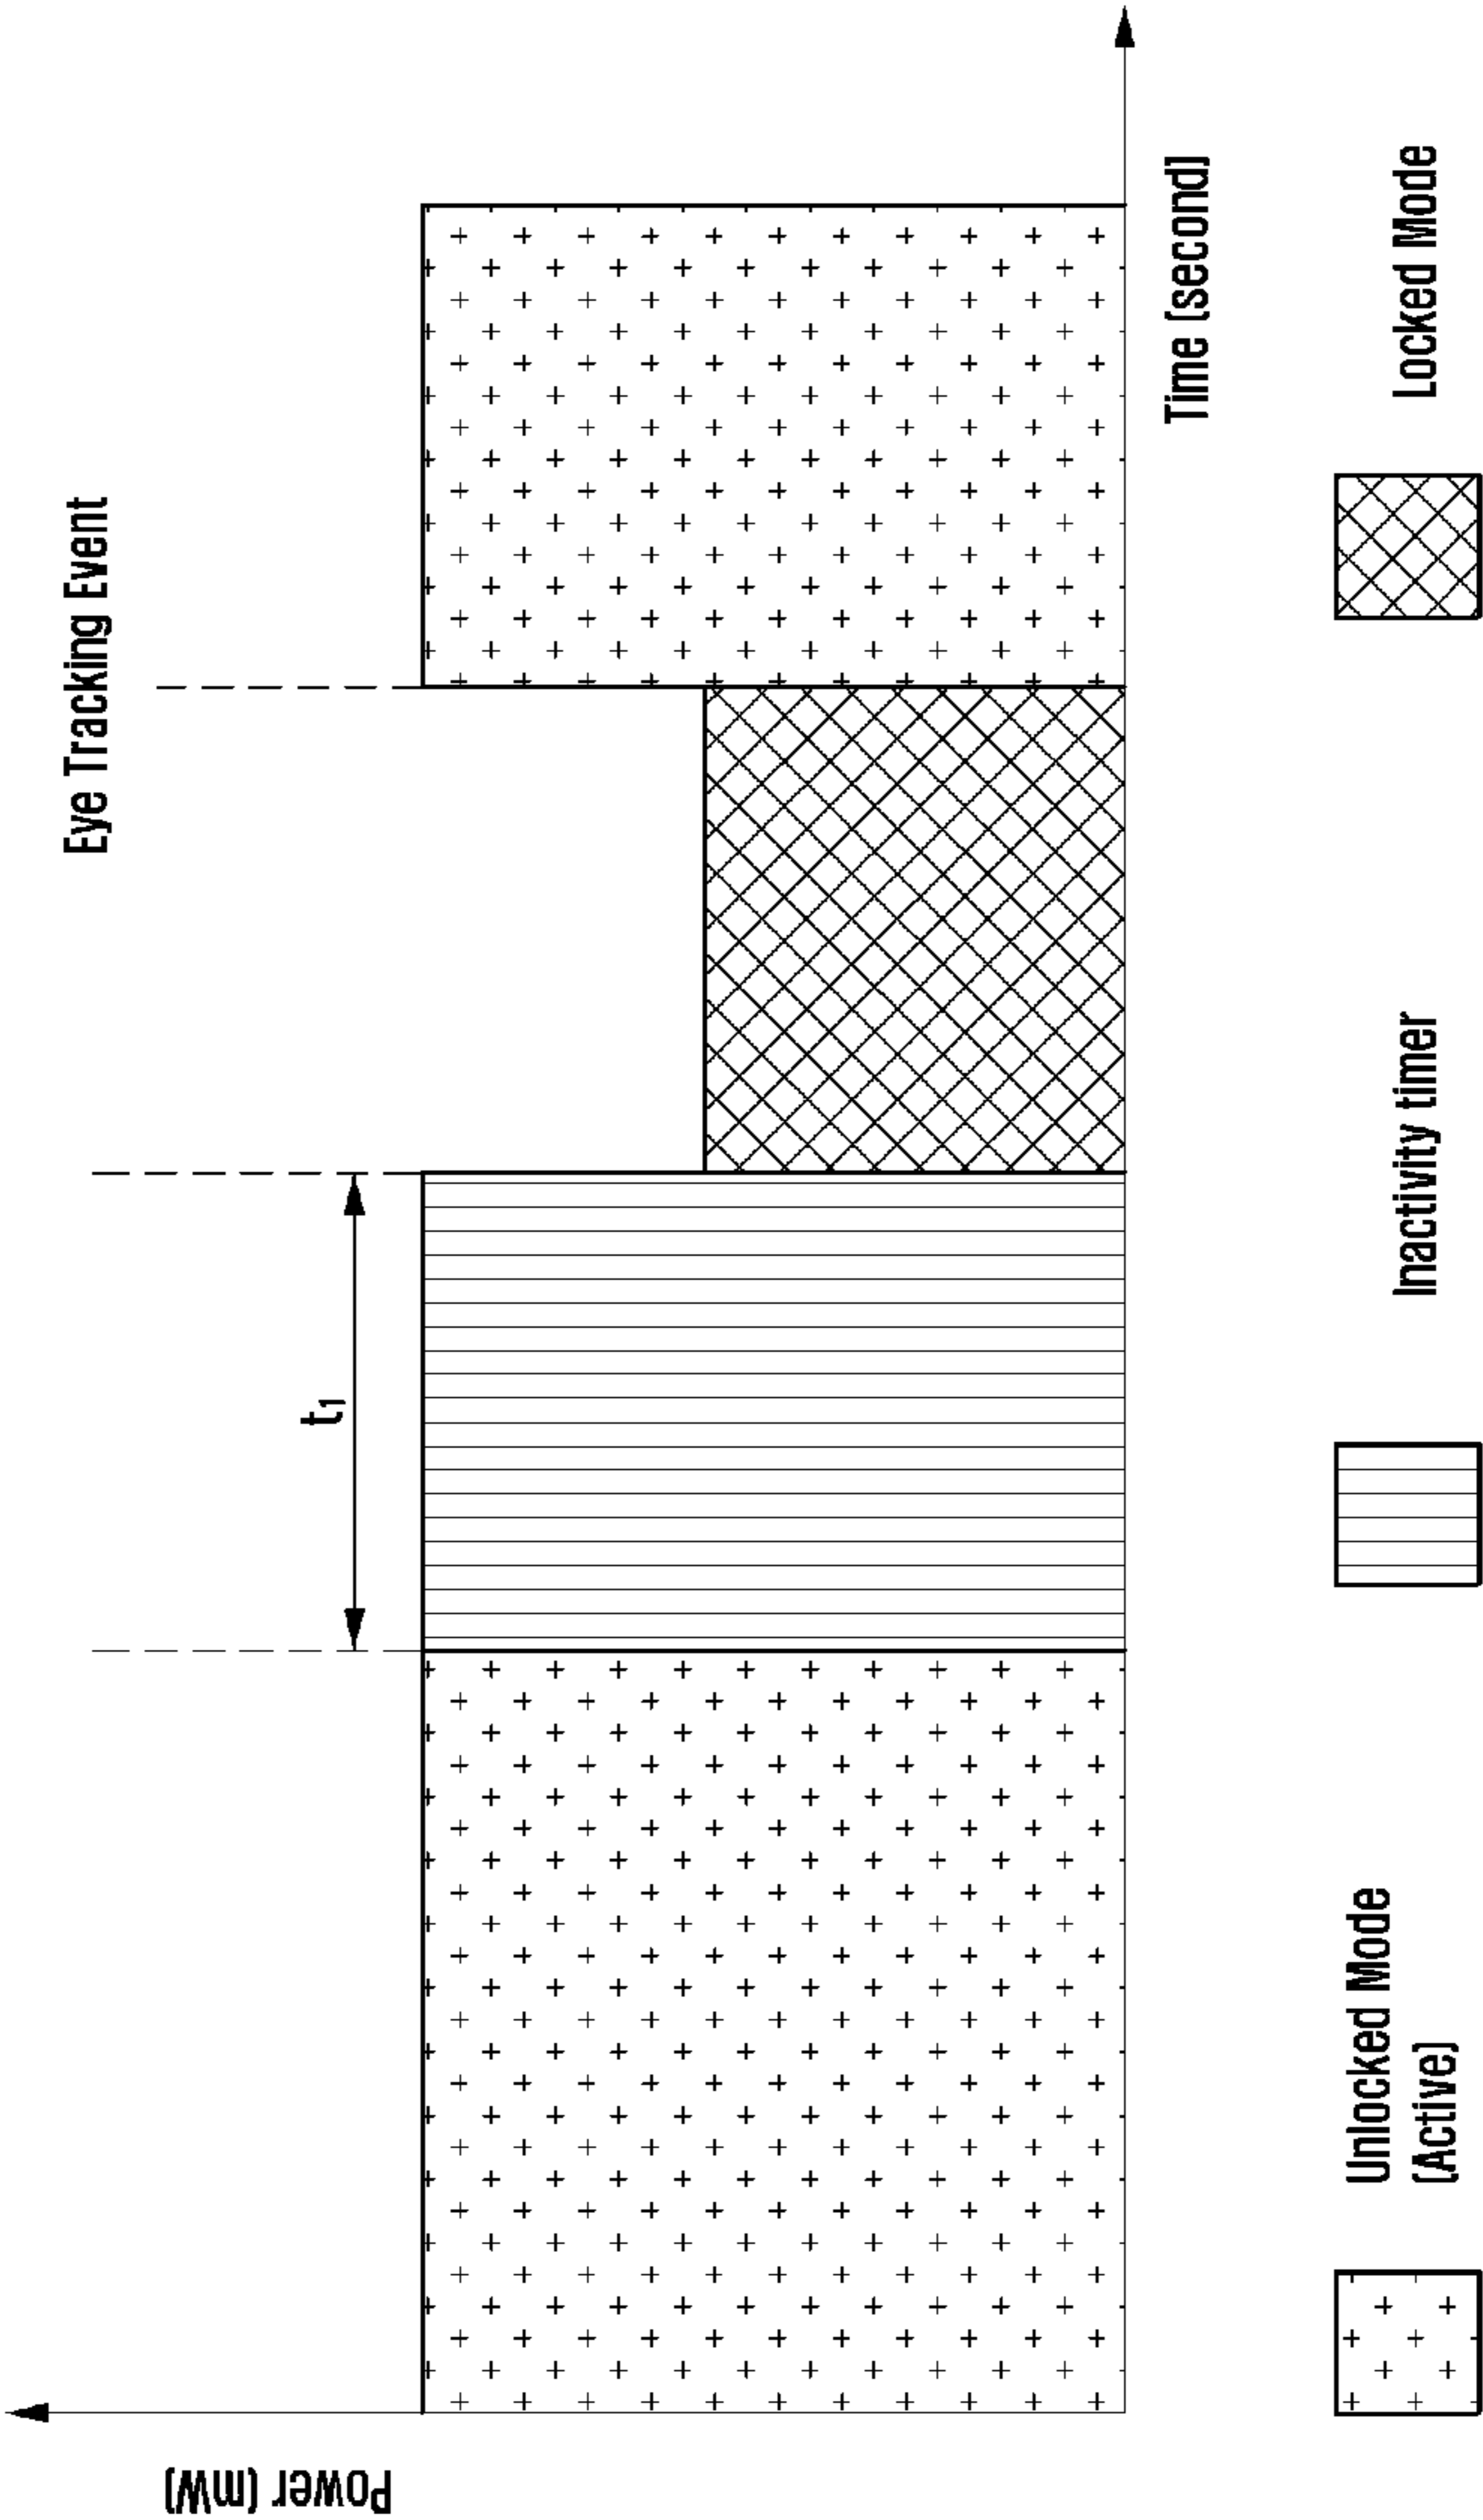 Eye Tracking Event
t1
Power (mW)
Time (second)
Unlocked Mode
(Active)
Inactivity timer
Locked Mode